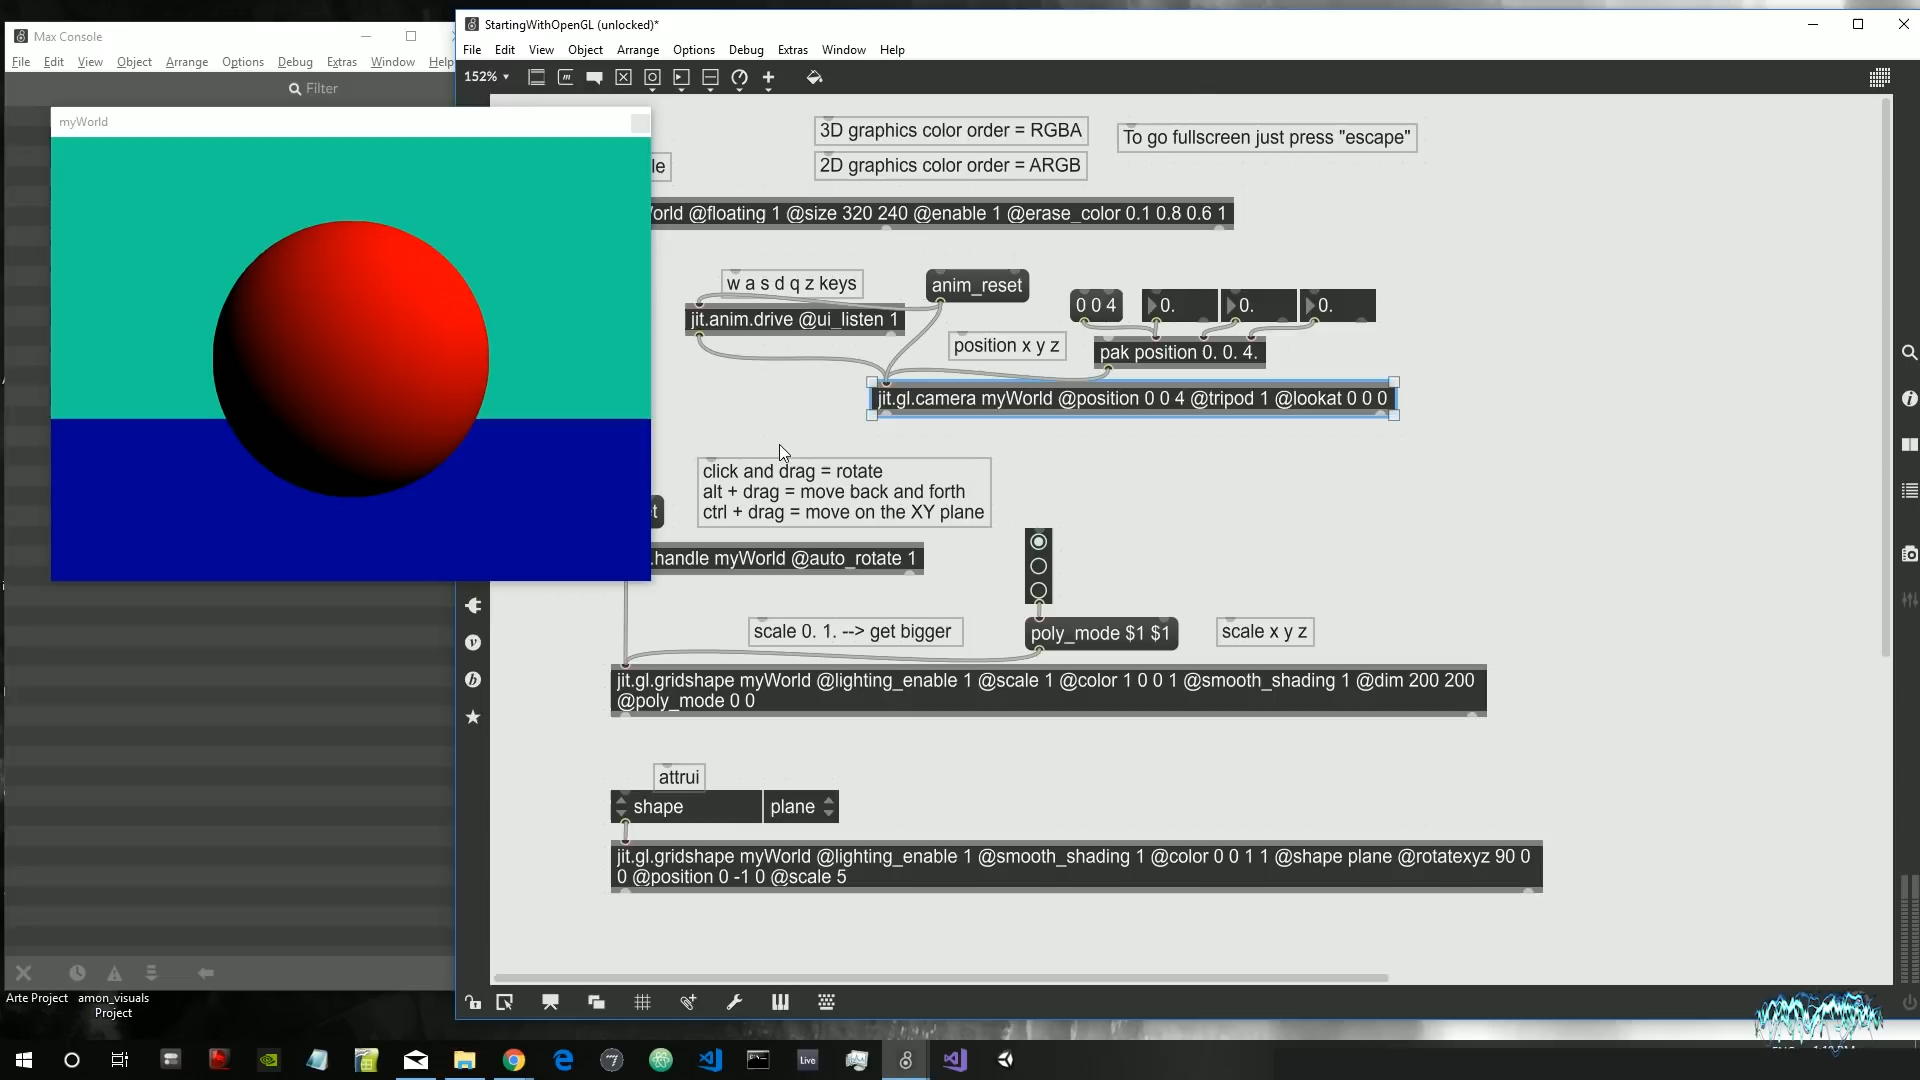 Max Console
File Edit View Object Arrange Options Debug Extras Window Help
Filter
StartingWithOpenGL (unlocked)*
File Edit View Object Arrange Options Debug Extras Window Help
152%
myWorld
3D graphics color order = RGBA
2D graphics color order = ARGB
To go fullscreen just press "escape"
le
orld @floating 1 @size 320 240 @enable 1 @erase_color 0.1 0.8 0.6 1
w a s d q z keys
anim_reset
0 0 4
0.
0.
0.
jit.anim.drive @ui_listen 1
position x y z
pak position 0. 0. 4.
jit.gl.camera myWorld @position 0 0 4 @tripod 1 @lookat 0 0 0
click and drag = rotate
alt + drag = move back and forth
ctrl + drag = move on the XY plane
t
.handle myWorld @auto_rotate 1
scale 0. 1. --> get bigger
poly_mode $1 $1
scale x y z
jit.gl.gridshape myWorld @lighting_enable 1 @scale 1 @color 1 0 0 1 @smooth_shading 1 @dim 200 200
@poly_mode 0 0
attrui
shape
plane
jit.gl.gridshape myWorld @lighting_enable 1 @smooth_shading 1 @color 0 0 1 1 @shape plane @rotatexyz 90 0
0 @position 0 -1 0 @scale 5
Arte Project
amon_visuals
Project
Live